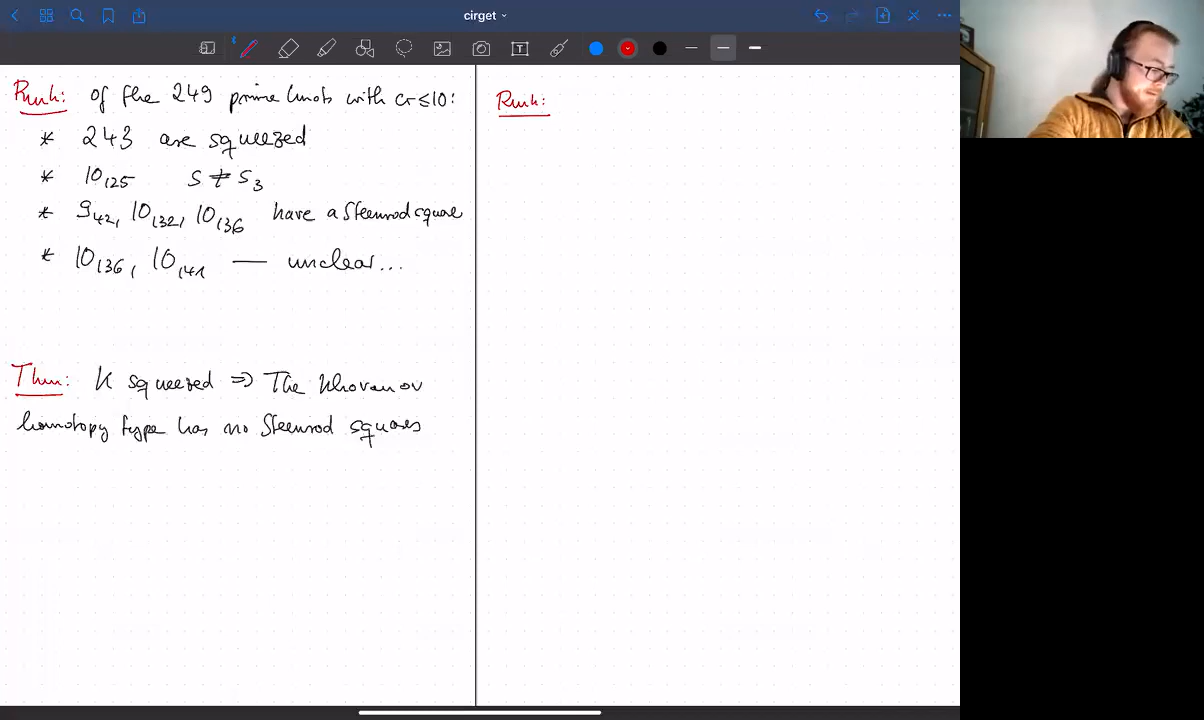 cirget
Rmk: of the 249 prime knots with cr ≤ 10:
* 243 are squeezed
* 10₁₂₅ S ≠ S₃
* 9₄₂, 10₁₃₂, 10₁₃₆ have a Steenrod square
* 10₁₃₆, 10₁₄₁ — unclear...
Thm: K squeezed ⇒ The Khovanov
homotopy type has no Steenrod squares
Rmk: